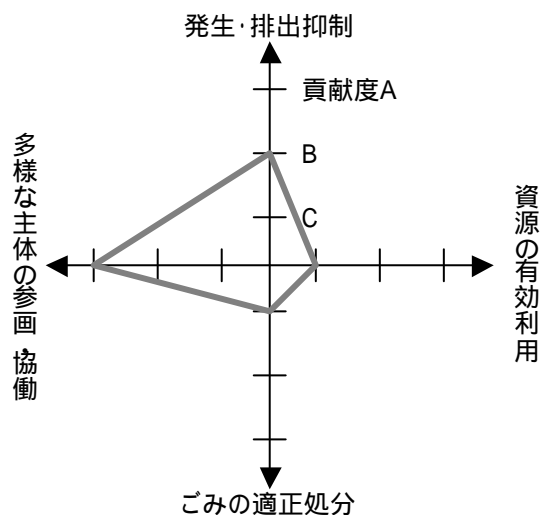 発生・排出抑制
貢献度A
B
C
多様な主体の参画・協働
資源の有効利用
ごみの適正処分